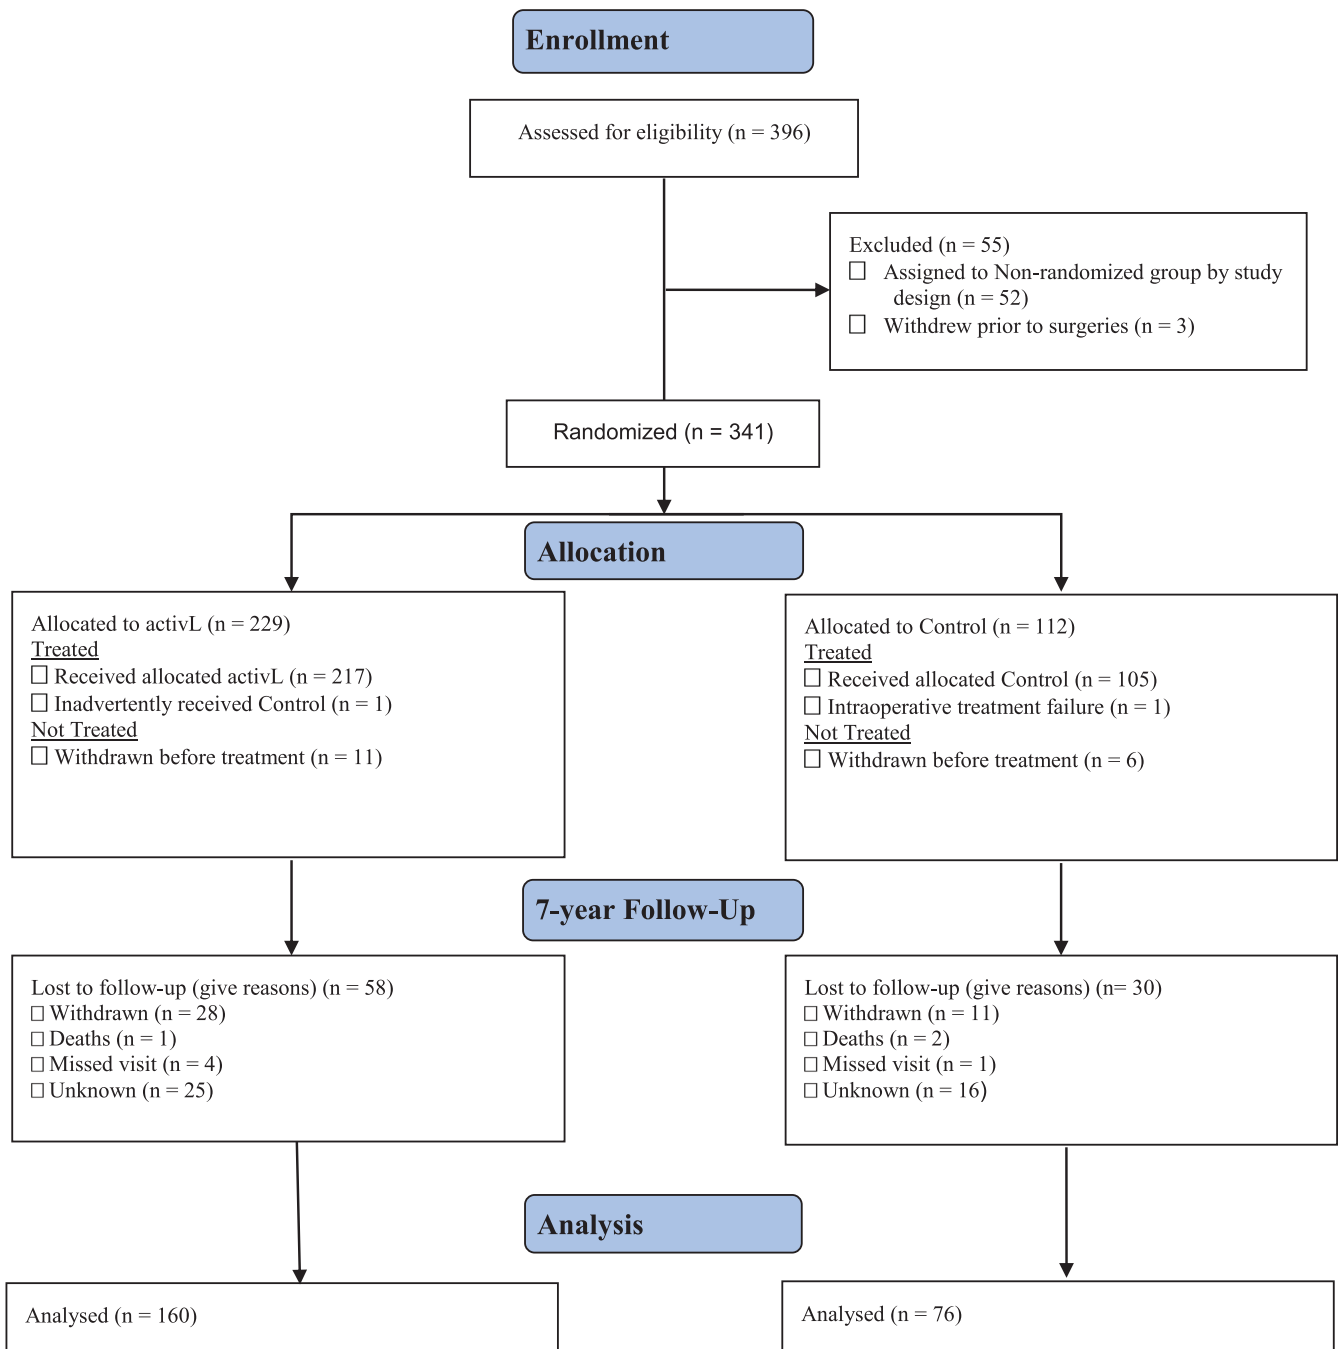 Enrollment
Assessed for eligibility (n = 396)
Excluded (n = 55)
☐ Assigned to Non-randomized group by study
design (n = 52)
☐ Withdrew prior to surgeries (n = 3)
Randomized (n = 341)
Allocation
Allocated to activL (n = 229)
Treated
☐ Received allocated activL (n = 217)
☐ Inadvertently received Control (n = 1)
Not Treated
☐ Withdrawn before treatment (n = 11)
Allocated to Control (n = 112)
Treated
☐ Received allocated Control (n = 105)
☐ Intraoperative treatment failure (n = 1)
Not Treated
☐ Withdrawn before treatment (n = 6)
7-year Follow-Up
Lost to follow-up (give reasons) (n = 58)
☐ Withdrawn (n = 28)
☐ Deaths (n = 1)
☐ Missed visit (n = 4)
☐ Unknown (n = 25)
Lost to follow-up (give reasons) (n= 30)
☐ Withdrawn (n = 11)
☐ Deaths (n = 2)
☐ Missed visit (n = 1)
☐ Unknown (n = 16)
Analysis
Analysed (n = 160)
Analysed (n = 76)